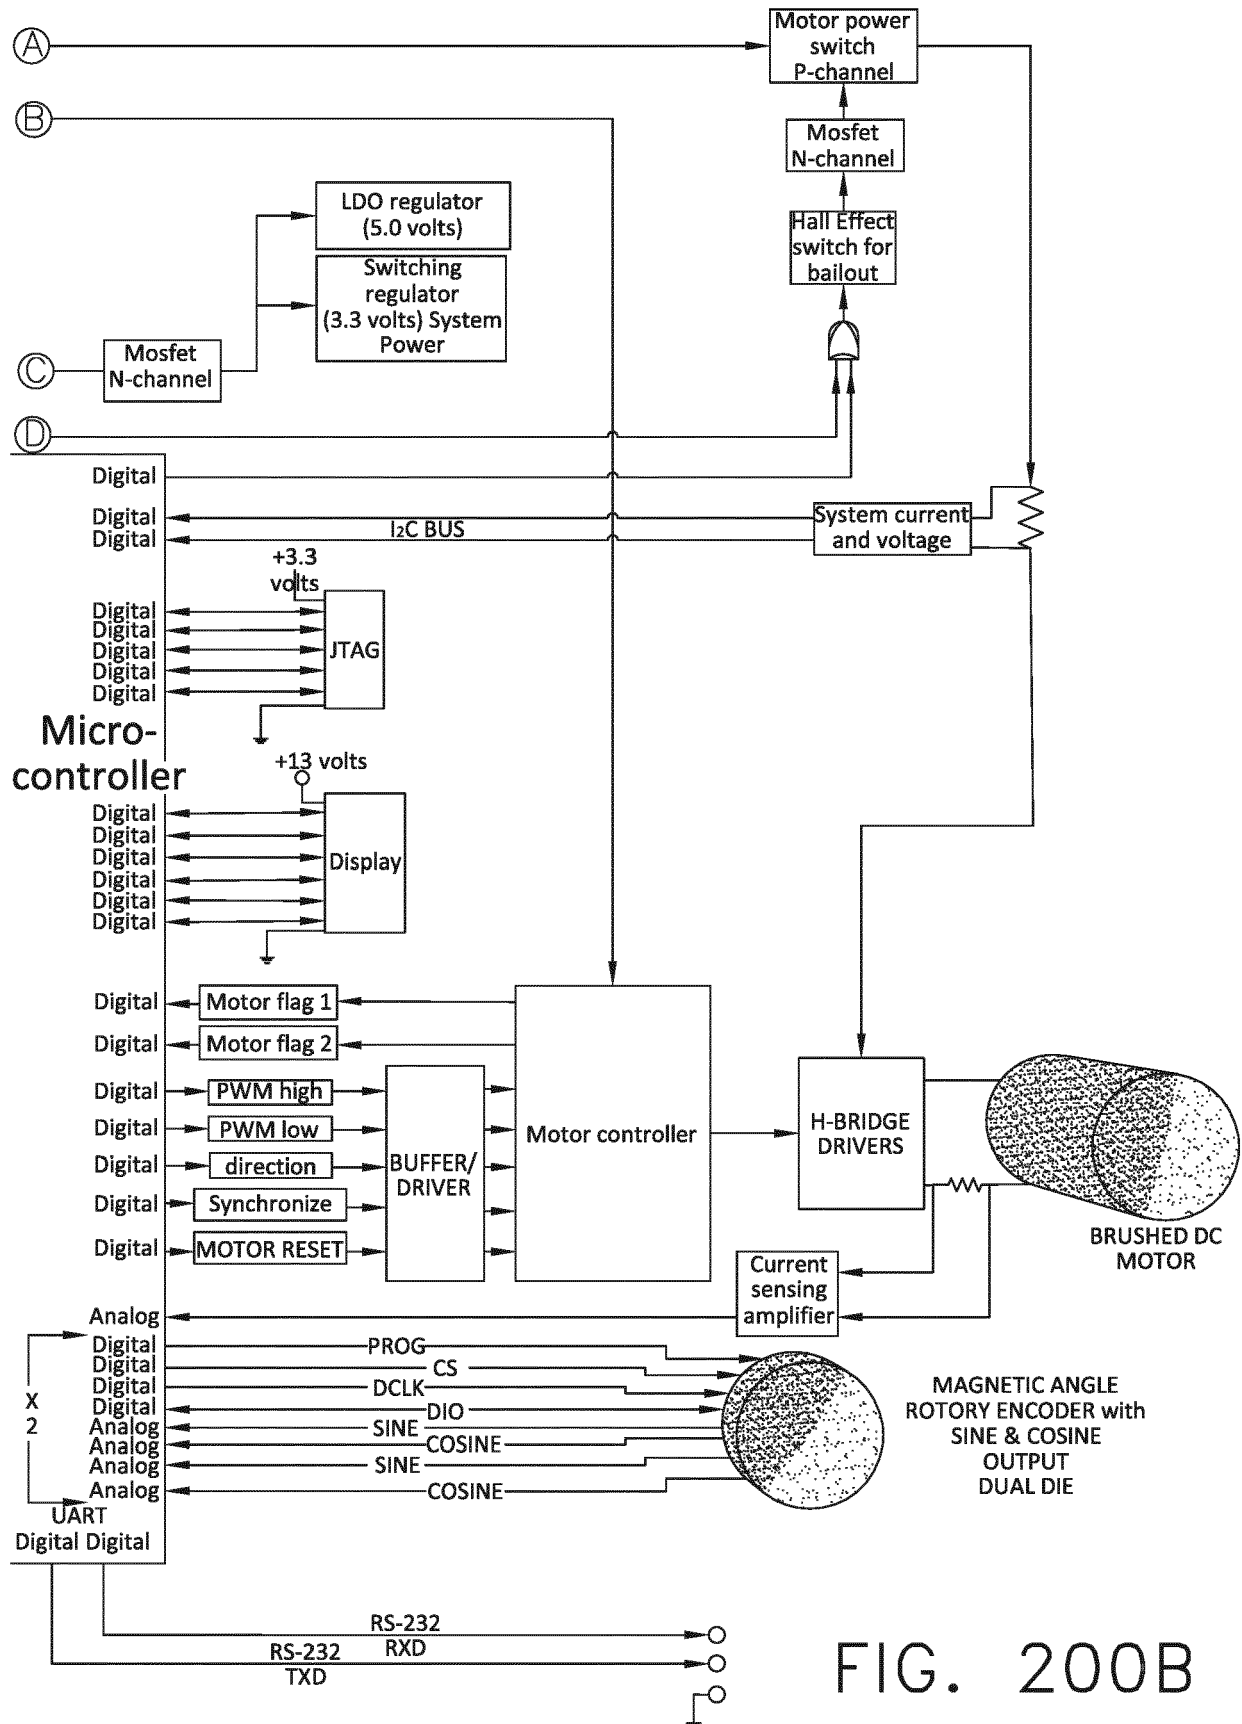 A
Motor power
switch
P-channel
B
Mosfet
N-channel
LDO regulator
(5.0 volts)
Hall Effect
switch for
bailout
Switching
regulator
(3.3 volts) System
Power
C
Mosfet
N-channel
D
Digital
Digital
Digital
I2C BUS
System current
and voltage
+3.3
volts
Digital
Digital
Digital
Digital
Digital
JTAG
Micro-
controller
+13 volts
Digital
Digital
Digital
Digital
Digital
Digital
Display
Digital
Motor flag 1
Digital
Motor flag 2
Digital
PWM high
Digital
PWM low
Digital
direction
Digital
Synchronize
Digital
MOTOR RESET
BUFFER/
DRIVER
Motor controller
H-BRIDGE
DRIVERS
BRUSHED DC
MOTOR
Current
sensing
amplifier
Analog
Digital
PROG
Digital
CS
Digital
DCLK
Digital
DIO
Analog
SINE
Analog
COSINE
Analog
SINE
Analog
COSINE
X
2
MAGNETIC ANGLE
ROTORY ENCODER with
SINE & COSINE
OUTPUT
DUAL DIE
UART
Digital Digital
RS-232
RXD
RS-232
TXD
FIG. 200B